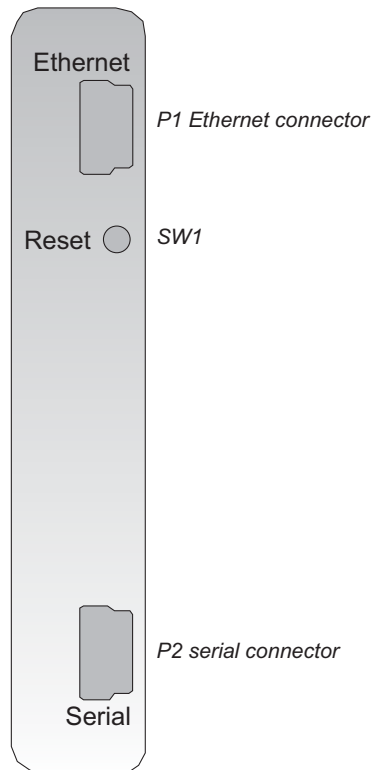 Ethernet
P1 Ethernet connector
Reset
SW1
P2 serial connector
Serial